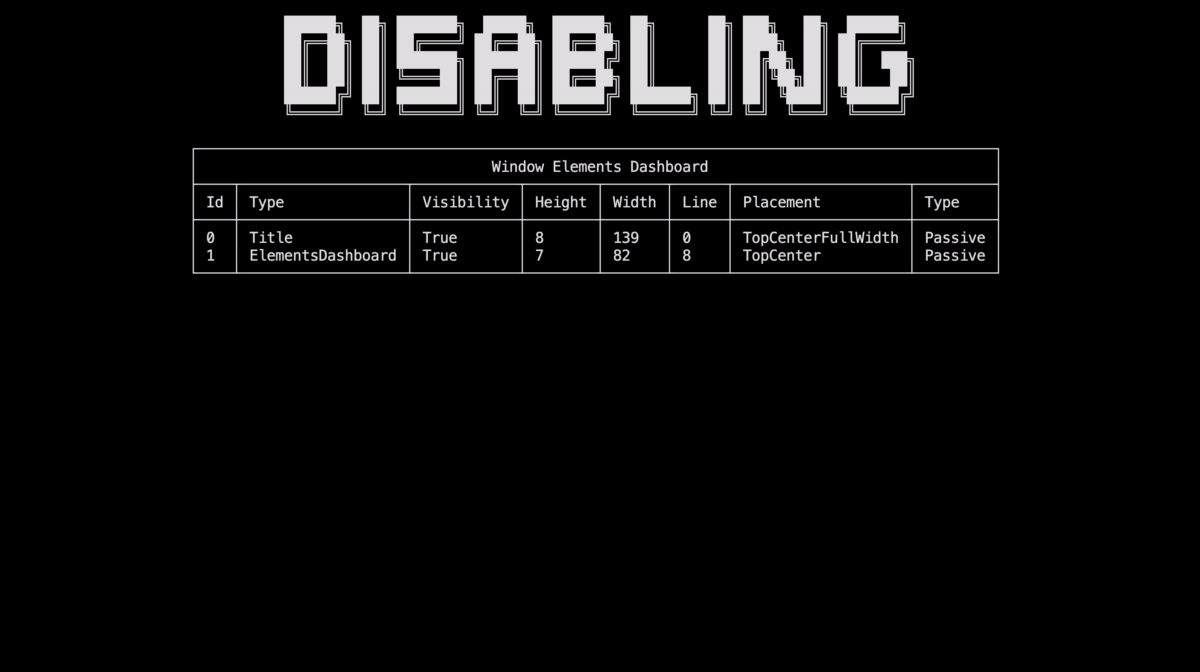 DISABLING
Window Elements Dashboard
Id Type Visibility Height Width Line Placement Type
0 Title True 8 139 0 TopCenterFullWidth Passive
1 ElementsDashboard True 7 82 8 TopCenter Passive